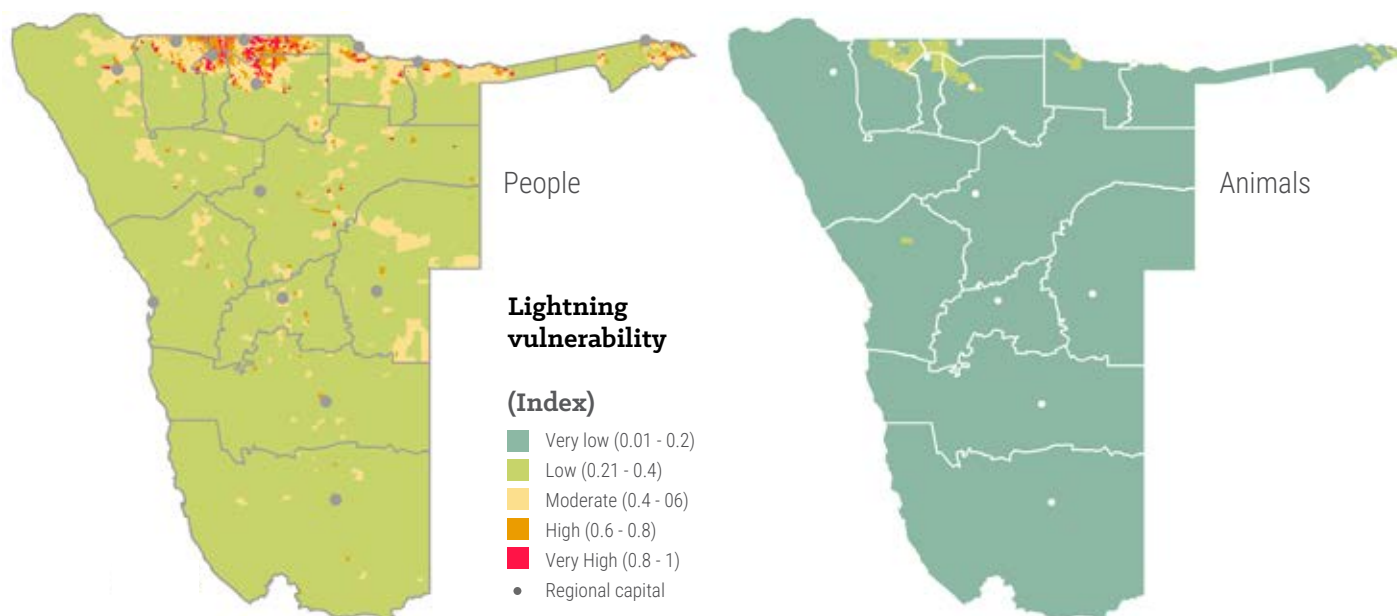 People
Animals
Lightning
vulnerability
(Index)
Very low (0.01 - 0.2)
Low (0.21 - 0.4)
Moderate (0.4 - 06)
High (0.6 - 0.8)
Very High (0.8 - 1)
Regional capital